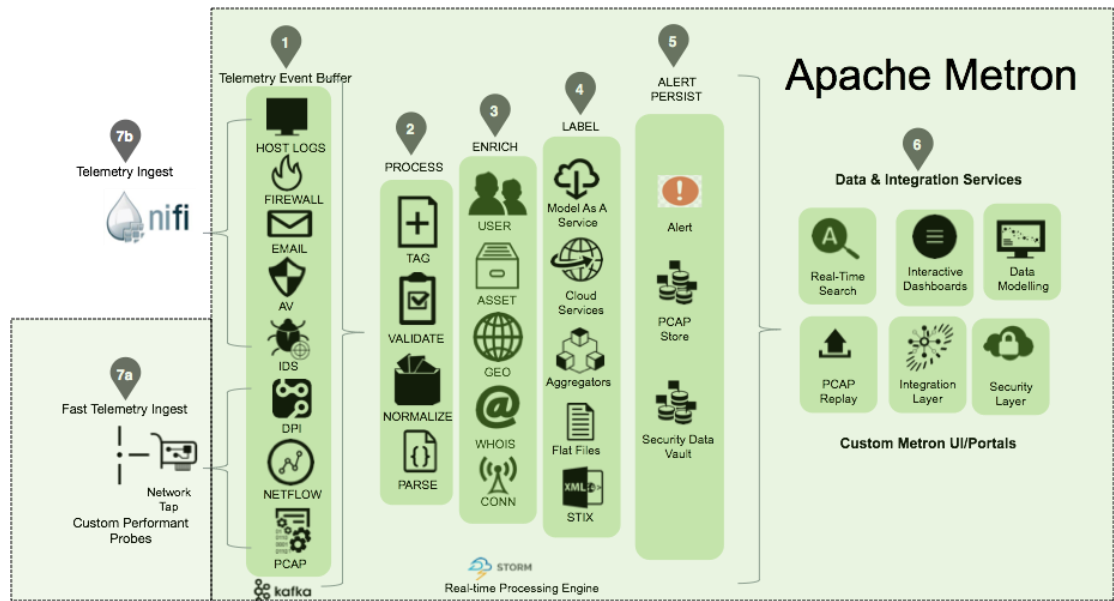 Apache Metron
7b
Telemetry Ingest
nifi
7a
Fast Telemetry Ingest
Network
Tap
Custom Performant
Probes
1
Telemetry Event Buffer
HOST LOGS
FIREWALL
EMAIL
AV
IDS
DPI
NETFLOW
PCAP
kafka
2
PROCESS
TAG
VALIDATE
NORMALIZE
{}
PARSE
3
ENRICH
USER
ASSET
GEO
@
WHOIS
CONN
4
LABEL
Model As A
Service
Cloud
Services
Aggregators
Flat Files
XML
STIX
STORM
Real-time Processing Engine
5
ALERT
PERSIST
Alert
PCAP
Store
Security Data
Vault
6
Data & Integration Services
A
Real-Time
Search
Interactive
Dashboards
Data
Modelling
PCAP
Replay
Integration
Layer
Security
Layer
Custom Metron UI/Portals